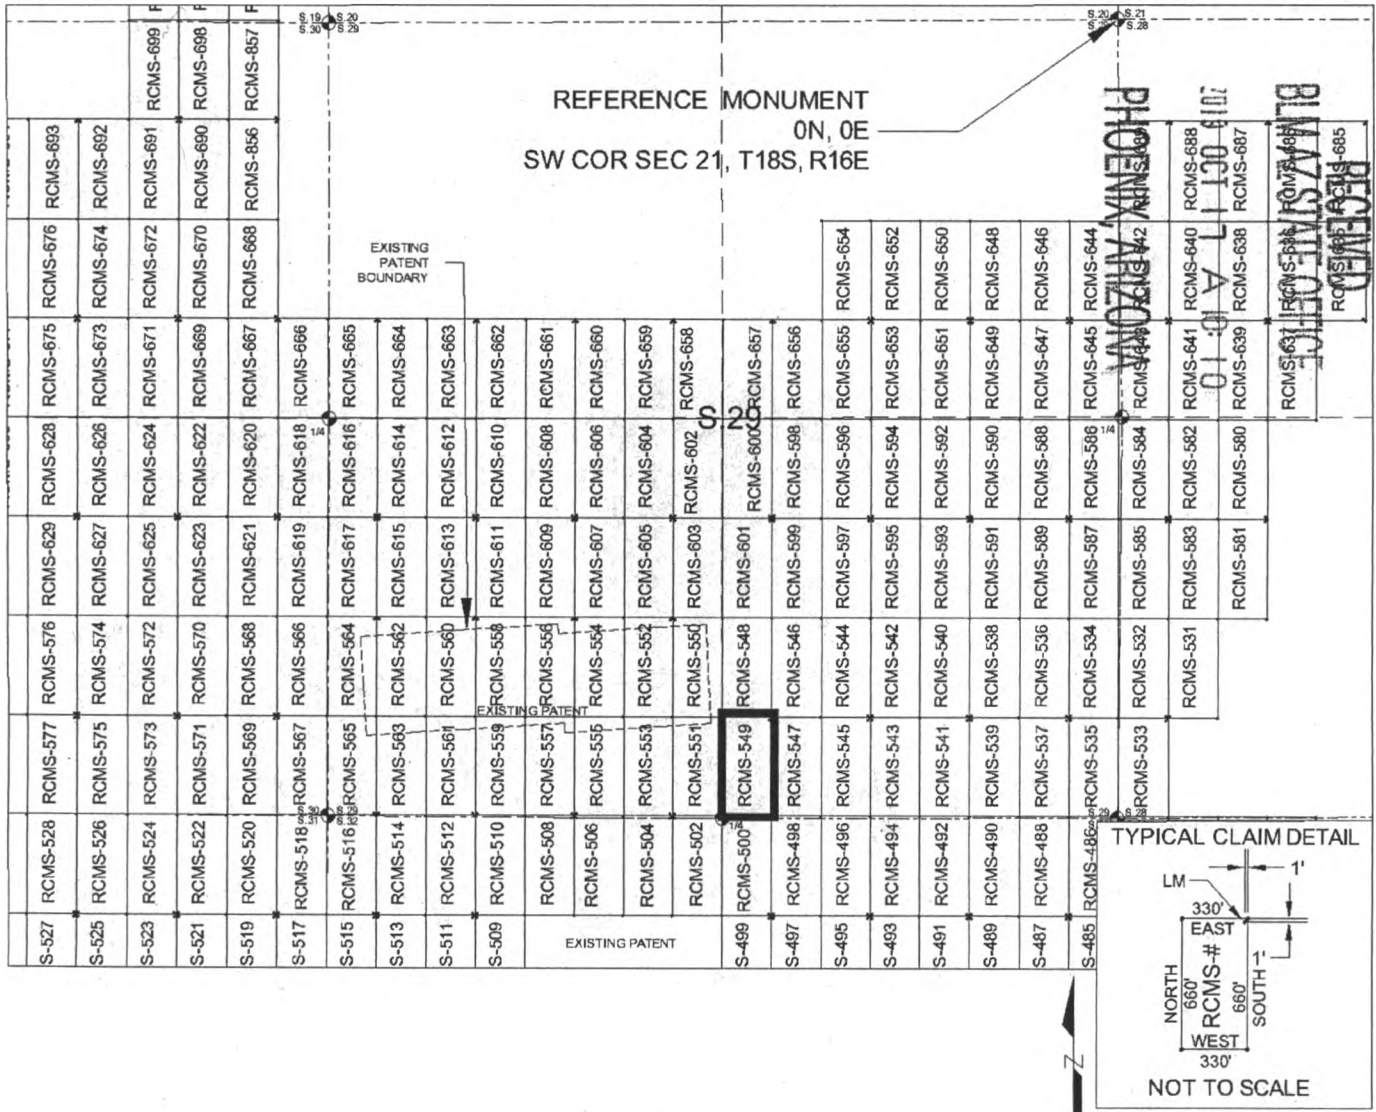 S.19 S.20
S.30 S.29
S.20 S.21
S.28
REFERENCE MONUMENT
0N, 0E
SW COR SEC 21, T18S, R16E
RECEIVED
BLM AZ STATE OFFICE
2019 OCT 17 A 10: 10
PHOENIX, ARIZONA
EXISTING
PATENT
BOUNDARY
RCMS-699 RCMS-698 RCMS-857
RCMS-693 RCMS-692 RCMS-691 RCMS-690 RCMS-856 RCMS-689 RCMS-688 RCMS-687 RCMS-686 RCMS-685
RCMS-676 RCMS-674 RCMS-672 RCMS-670 RCMS-668 RCMS-654 RCMS-652 RCMS-650 RCMS-648 RCMS-646 RCMS-644 RCMS-642 RCMS-640 RCMS-638 RCMS-636 RCMS-635
RCMS-675 RCMS-673 RCMS-671 RCMS-669 RCMS-667 RCMS-666 RCMS-665 RCMS-664 RCMS-663 RCMS-662 RCMS-661 RCMS-660 RCMS-659 RCMS-658 RCMS-657 RCMS-656 RCMS-655 RCMS-653 RCMS-651 RCMS-649 RCMS-647 RCMS-645 RCMS-643 RCMS-641 RCMS-639 RCMS-637
S.29
1/4 1/4
RCMS-628 RCMS-626 RCMS-624 RCMS-622 RCMS-620 RCMS-618 RCMS-616 RCMS-614 RCMS-612 RCMS-610 RCMS-608 RCMS-606 RCMS-604 RCMS-602 RCMS-600 RCMS-598 RCMS-596 RCMS-594 RCMS-592 RCMS-590 RCMS-588 RCMS-586 RCMS-584 RCMS-582 RCMS-580
RCMS-629 RCMS-627 RCMS-625 RCMS-623 RCMS-621 RCMS-619 RCMS-617 RCMS-615 RCMS-613 RCMS-611 RCMS-609 RCMS-607 RCMS-605 RCMS-603 RCMS-601 RCMS-599 RCMS-597 RCMS-595 RCMS-593 RCMS-591 RCMS-589 RCMS-587 RCMS-585 RCMS-583 RCMS-581
RCMS-576 RCMS-574 RCMS-572 RCMS-570 RCMS-568 RCMS-566 RCMS-564 RCMS-562 RCMS-560 RCMS-558 RCMS-556 RCMS-554 RCMS-552 RCMS-550 RCMS-548 RCMS-546 RCMS-544 RCMS-542 RCMS-540 RCMS-538 RCMS-536 RCMS-534 RCMS-532 RCMS-531
EXISTING PATENT
RCMS-577 RCMS-575 RCMS-573 RCMS-571 RCMS-569 RCMS-567 RCMS-565 RCMS-563 RCMS-561 RCMS-559 RCMS-557 RCMS-555 RCMS-553 RCMS-551 RCMS-549 RCMS-547 RCMS-545 RCMS-543 RCMS-541 RCMS-539 RCMS-537 RCMS-535 RCMS-533
S.30 S.29
S.31 S.32
S.29 S.28
1/4
RCMS-528 RCMS-526 RCMS-524 RCMS-522 RCMS-520 RCMS-518 RCMS-516 RCMS-514 RCMS-512 RCMS-510 RCMS-508 RCMS-506 RCMS-504 RCMS-502 RCMS-500 RCMS-498 RCMS-496 RCMS-494 RCMS-492 RCMS-490 RCMS-488 RCMS-486
S-527 S-525 S-523 S-521 S-519 S-517 S-515 S-513 S-511 S-509 EXISTING PATENT S-499 S-497 S-495 S-493 S-491 S-489 S-487 S-485
N
TYPICAL CLAIM DETAIL
1'
LM
330'
EAST
NORTH
660'
RCMS-#
660'
SOUTH
1'
WEST
330'
NOT TO SCALE